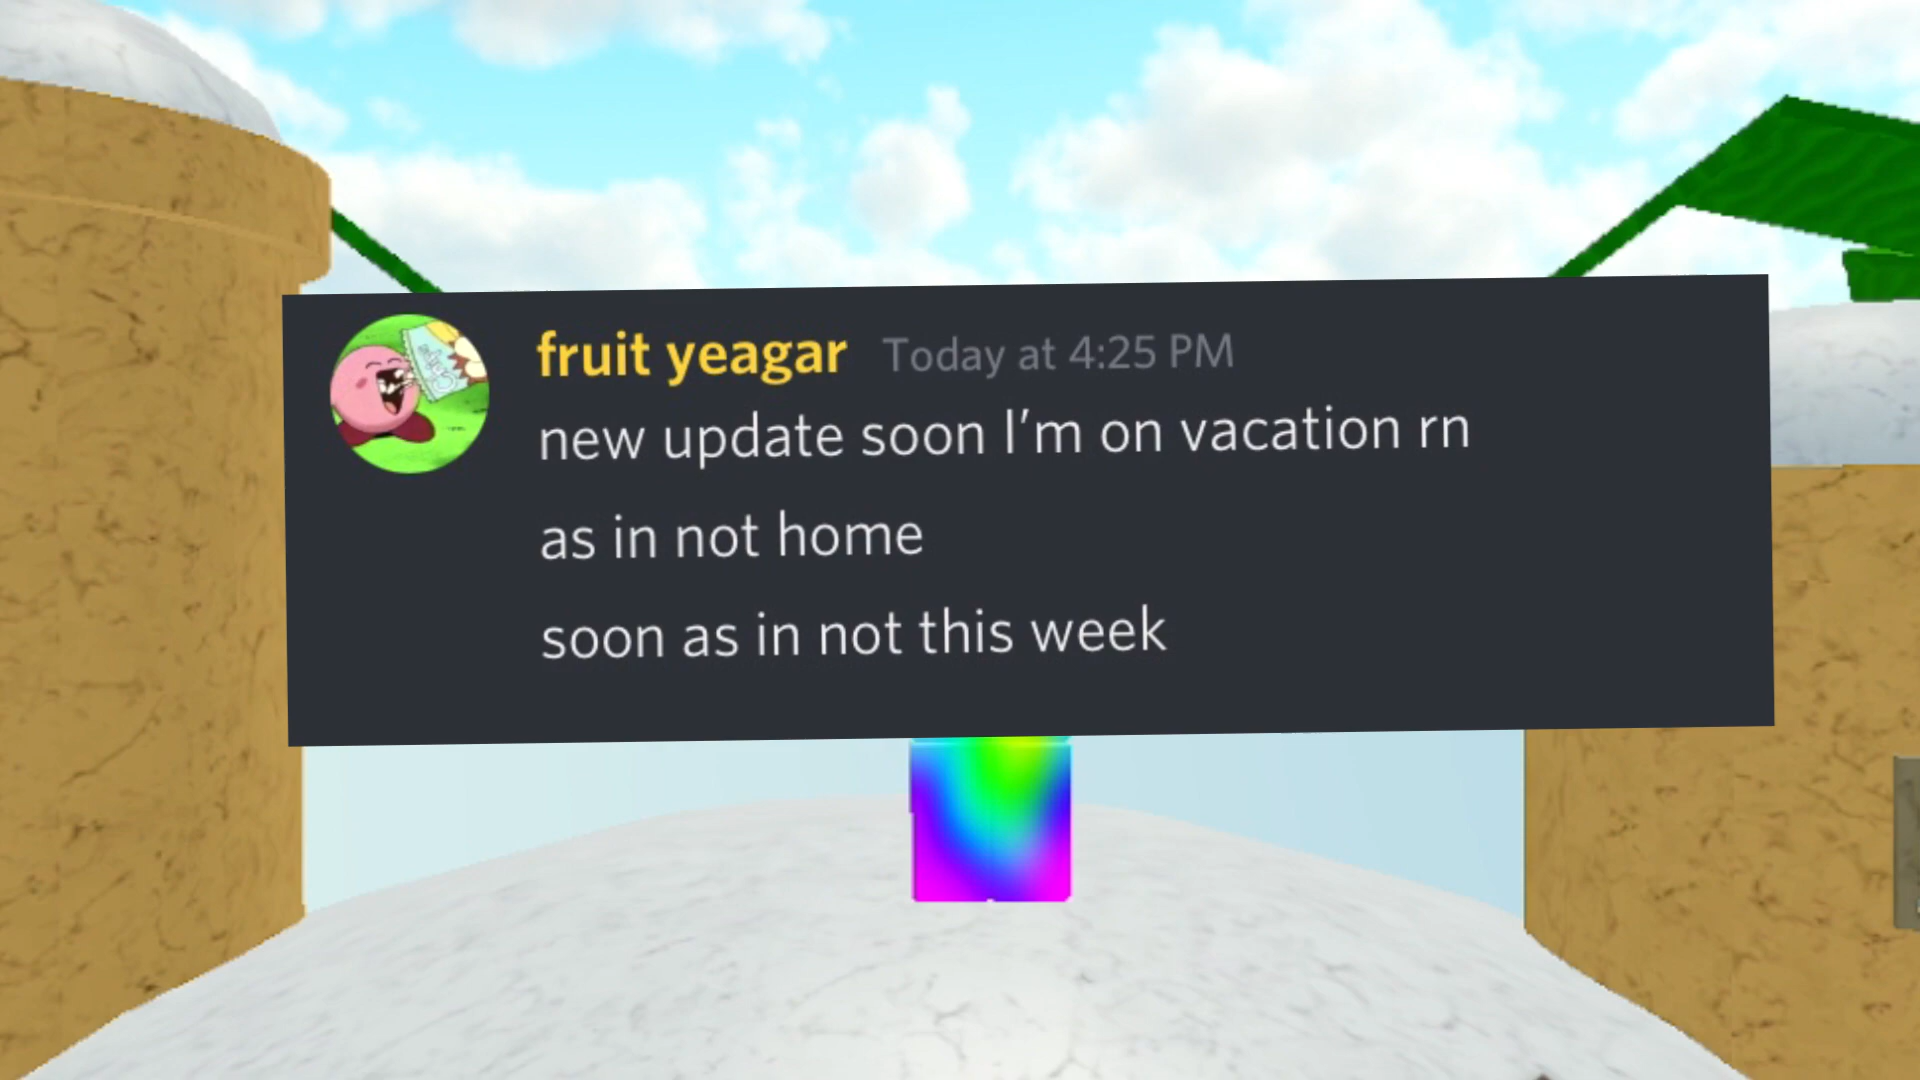 fruit yeagar Today at 4:25 PM
new update soon I'm on vacation rn
as in not home
soon as in not this week